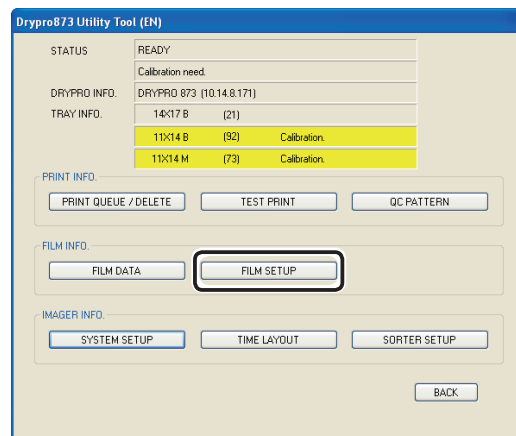 Drypro873 Utility Tool (EN)
STATUS READY
Calibration need.
DRYPRO INFO. DRYPRO 873 (10.14.8.171)
TRAY INFO. 14X17 B (21)
11X14 B (92) Calibration.
11X14 M (73) Calibration.
PRINT INFO.
PRINT QUEUE / DELETE TEST PRINT QC PATTERN
FILM INFO.
FILM DATA FILM SETUP
IMAGER INFO.
SYSTEM SETUP TIME LAYOUT SORTER SETUP
BACK